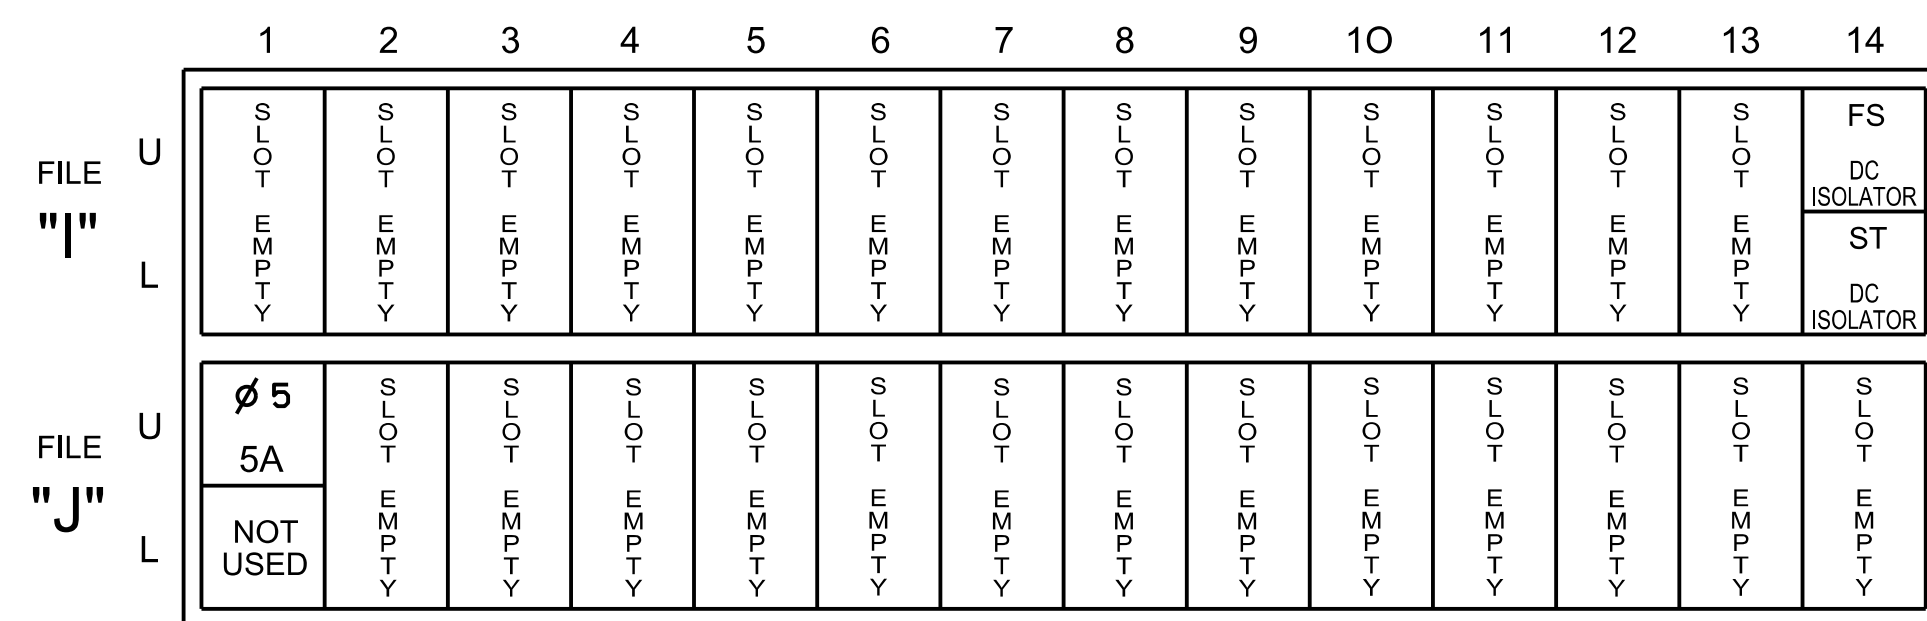 1 2 3 4 5 6 7 8 9 10 11 12 13 14
FILE "I"
U
L
SLOT EMPTY
SLOT EMPTY
SLOT EMPTY
SLOT EMPTY
SLOT EMPTY
SLOT EMPTY
SLOT EMPTY
SLOT EMPTY
SLOT EMPTY
SLOT EMPTY
SLOT EMPTY
SLOT EMPTY
SLOT EMPTY
FS
DC
ISOLATOR
ST
DC
ISOLATOR
FILE "J"
U
L
ø 5
5A
NOT
USED
SLOT EMPTY
SLOT EMPTY
SLOT EMPTY
SLOT EMPTY
SLOT EMPTY
SLOT EMPTY
SLOT EMPTY
SLOT EMPTY
SLOT EMPTY
SLOT EMPTY
SLOT EMPTY
SLOT EMPTY
SLOT EMPTY